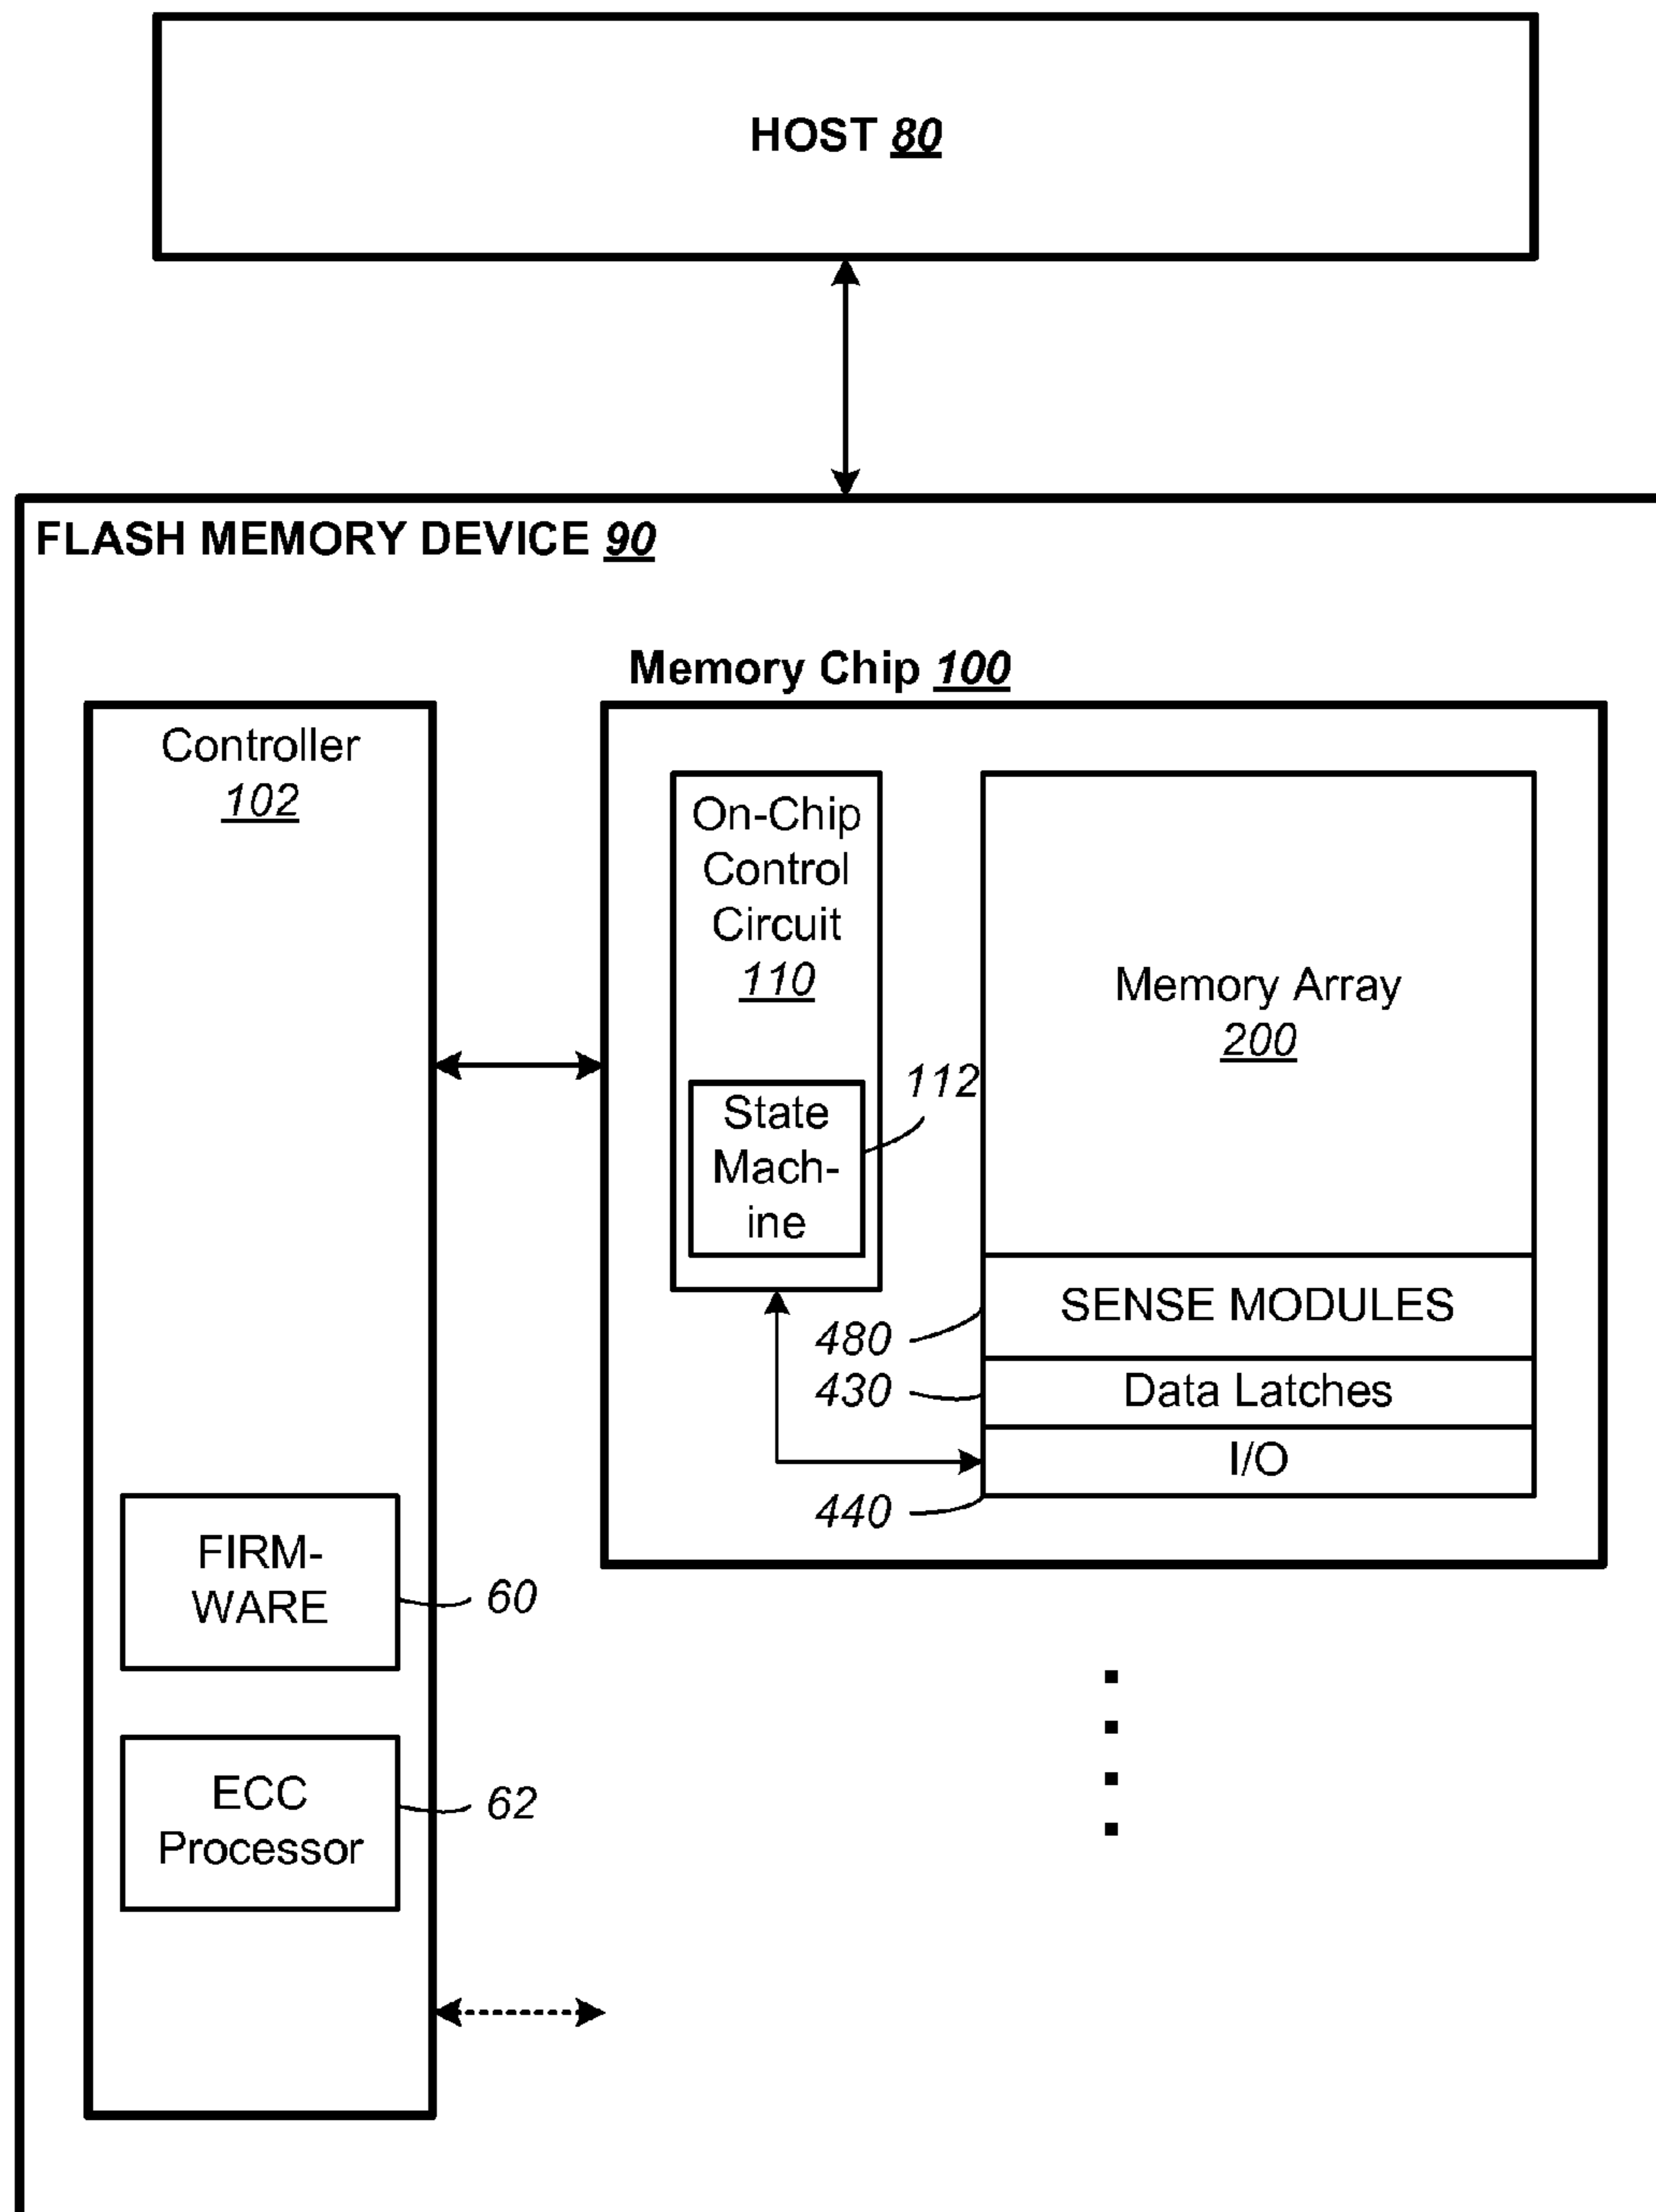 HOST 80
FLASH MEMORY DEVICE 90
Memory Chip 100
Controller
102
On-Chip
Control
Circuit
110
Memory Array
200
112
State
Mach-
ine
SENSE MODULES
480
Data Latches
430
I/O
440
FIRM-
WARE
60
ECC
Processor
62